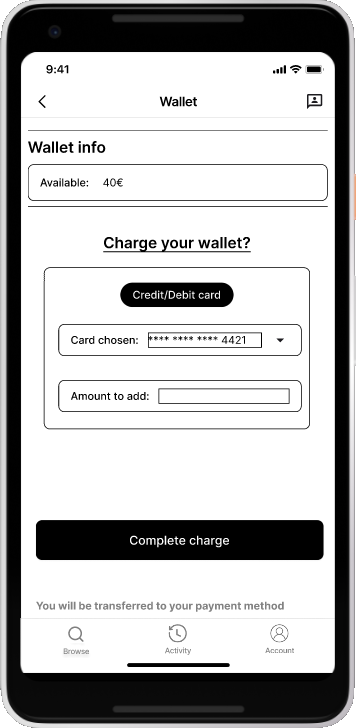 9:41
Wallet
Wallet info
Available: 40€
Charge your wallet?
Credit/Debit card
Card chosen: **** **** **** 4421
Amount to add:
Complete charge
You will be transferred to your payment method
Browse Activity Account